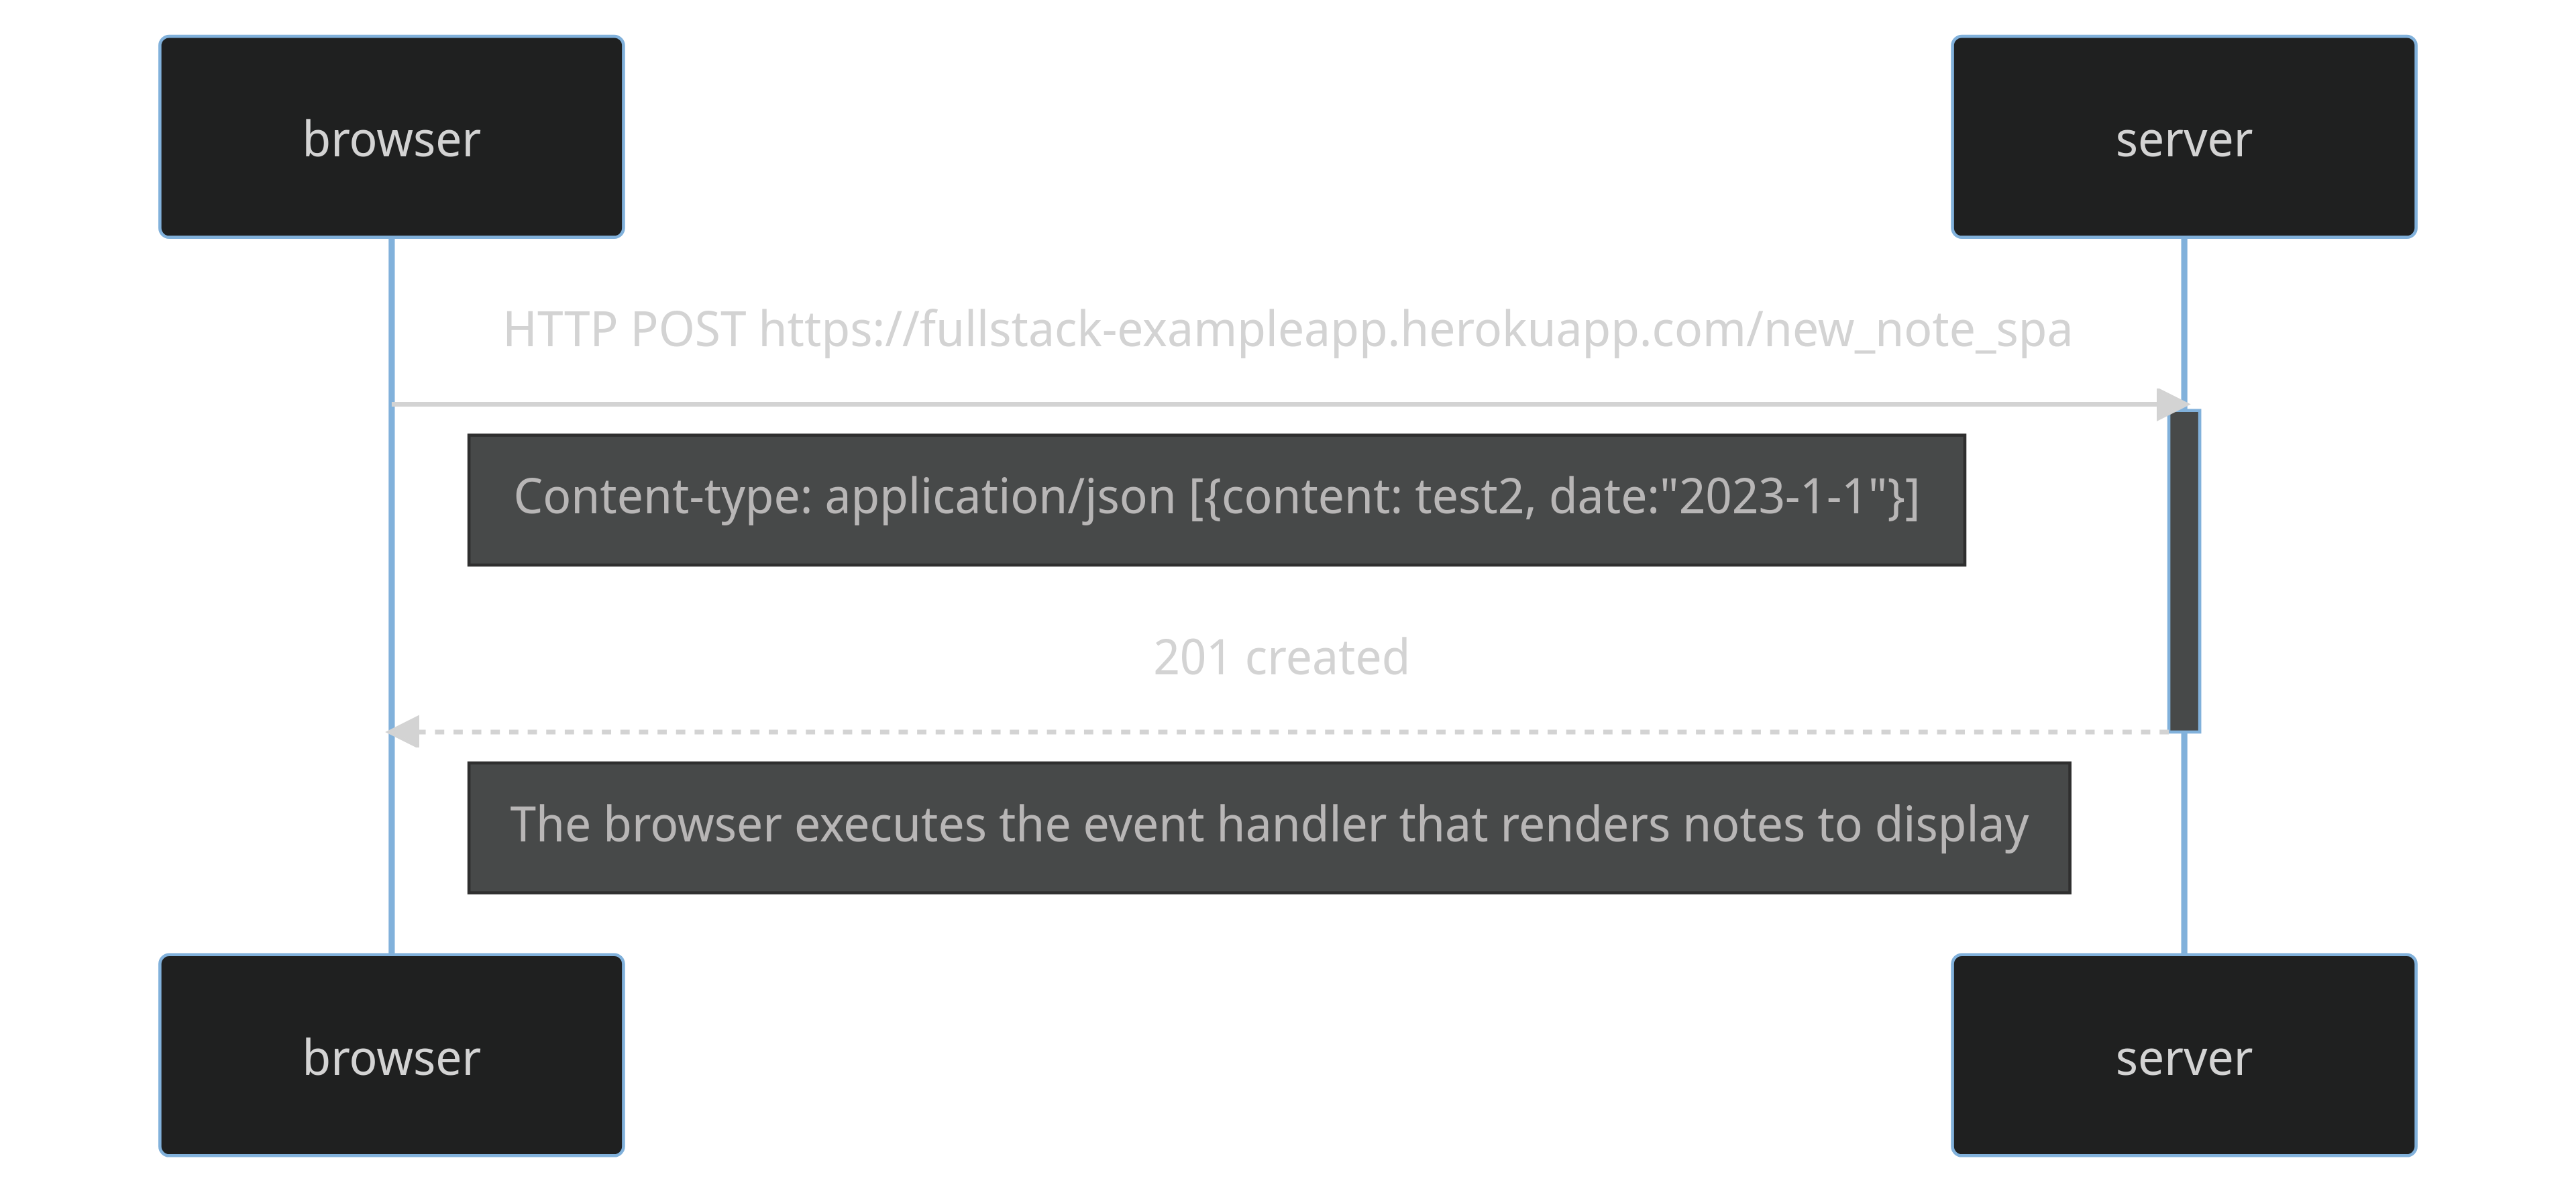 browser
server
HTTP POST https://fullstack-exampleapp.herokuapp.com/new_note_spa
Content-type: application/json [{content: test2, date:"2023-1-1"}]
201 created
The browser executes the event handler that renders notes to display
browser
server